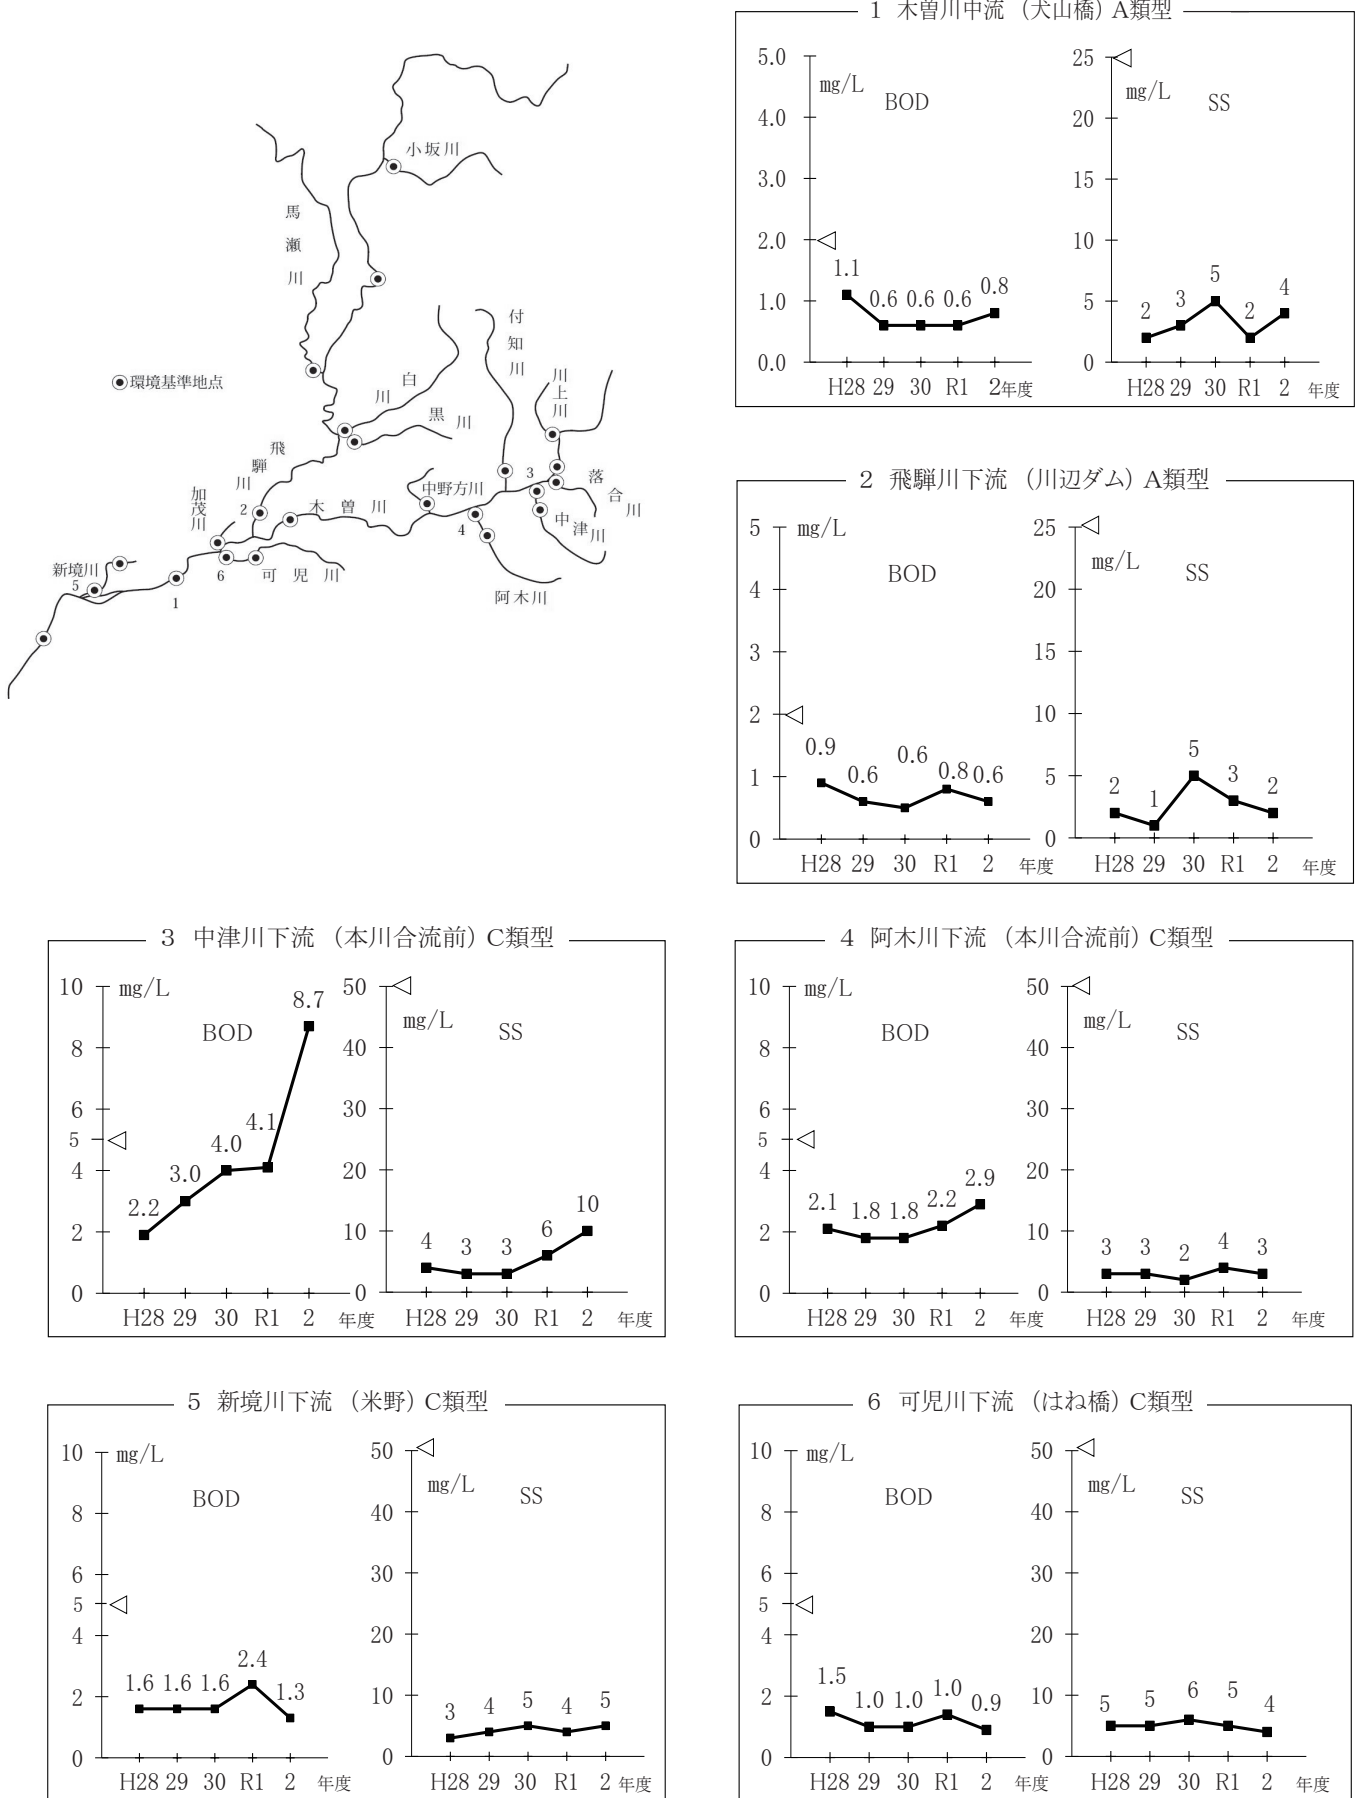 小坂川
馬瀬川
付知川
川上川
白川
黒川
◉環境基準地点
飛騨川
加茂川
中野方川
木曽川
落合川
中津川
新境川
可児川
阿木川
1
2
3
4
5
6
1 木曽川中流 （犬山橋） A類型
5.0
4.0
3.0
2.0
1.0
0.0
mg/L
BOD
1.1 0.6 0.6 0.6 0.8
H28 29 30 R1 2年度
25
20
15
10
5
0
mg/L
SS
2 3 5 2 4
H28 29 30 R1 2 年度
2 飛騨川下流 （川辺ダム） A類型
5
4
3
2
1
0
mg/L
BOD
0.9 0.6 0.6 0.8 0.6
H28 29 30 R1 2 年度
25
20
15
10
5
0
mg/L
SS
2 1 5 3 2
H28 29 30 R1 2 年度
3 中津川下流 （本川合流前） C類型
10
8
6
5
4
2
0
mg/L
BOD
2.2 3.0 4.0 4.1 8.7
H28 29 30 R1 2 年度
50
40
30
20
10
0
mg/L
SS
4 3 3 6 10
H28 29 30 R1 2 年度
4 阿木川下流 （本川合流前） C類型
10
8
6
5
4
2
0
mg/L
BOD
2.1 1.8 1.8 2.2 2.9
H28 29 30 R1 2 年度
50
40
30
20
10
0
mg/L
SS
3 3 2 4 3
H28 29 30 R1 2 年度
5 新境川下流 （米野） C類型
10
8
6
5
4
2
0
mg/L
BOD
1.6 1.6 1.6 2.4 1.3
H28 29 30 R1 2 年度
50
40
30
20
10
0
mg/L
SS
3 4 5 4 5
H28 29 30 R1 2 年度
6 可児川下流 （はね橋） C類型
10
8
6
5
4
2
0
mg/L
BOD
1.5 1.0 1.0 1.0 0.9
H28 29 30 R1 2 年度
50
40
30
20
10
0
mg/L
SS
5 5 6 5 4
H28 29 30 R1 2 年度